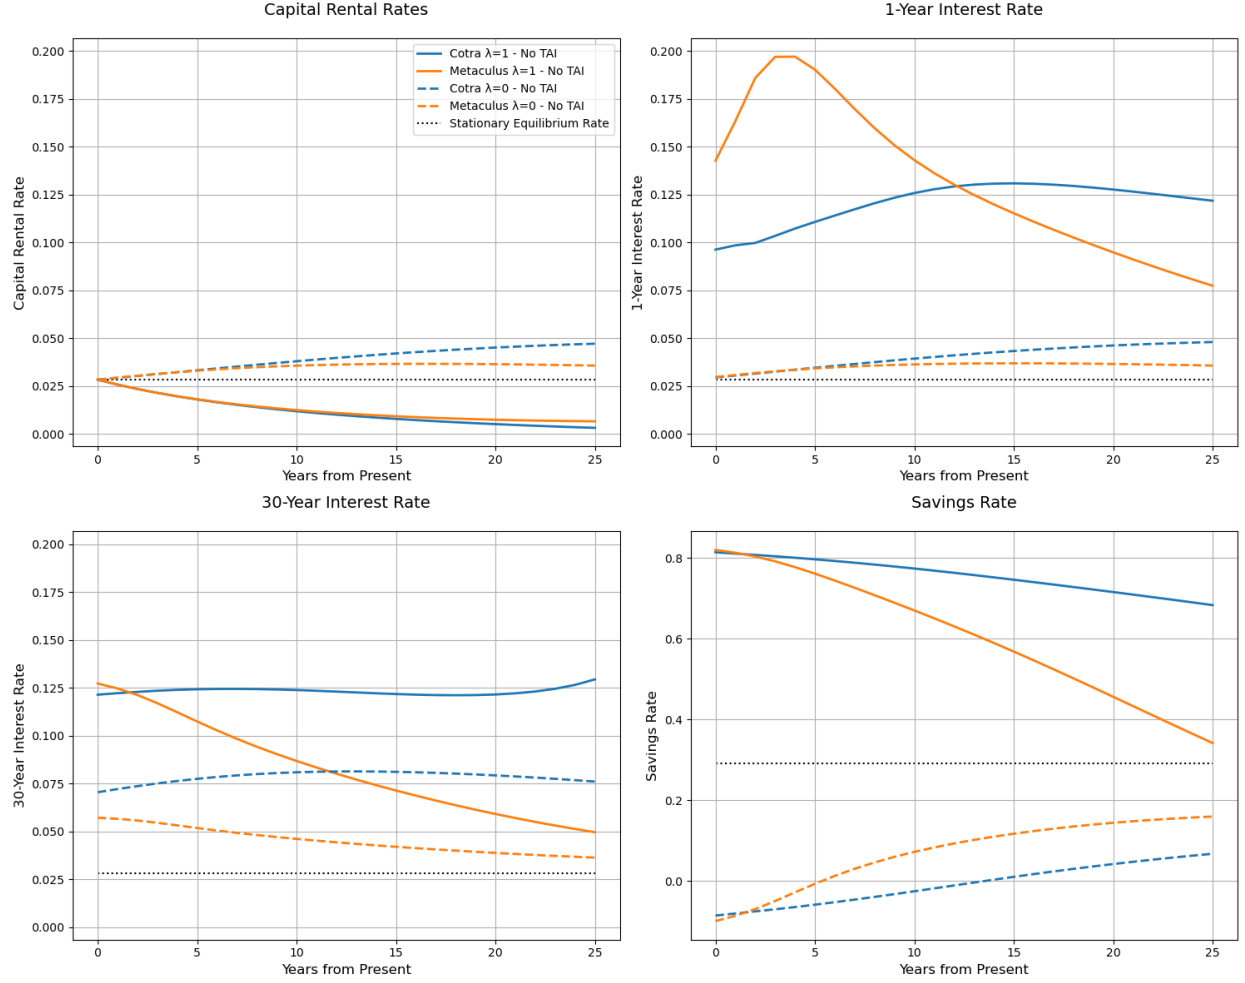 Capital Rental Rates
0.200
0.175
0.150
0.125
0.100
0.075
0.050
0.025
0.000
Capital Rental Rate
0 5 10 15 20 25
Years from Present
Cotra λ=1 - No TAI
Metaculus λ=1 - No TAI
Cotra λ=0 - No TAI
Metaculus λ=0 - No TAI
Stationary Equilibrium Rate
1-Year Interest Rate
0.200
0.175
0.150
0.125
0.100
0.075
0.050
0.025
0.000
1-Year Interest Rate
0 5 10 15 20 25
Years from Present
30-Year Interest Rate
0.200
0.175
0.150
0.125
0.100
0.075
0.050
0.025
0.000
30-Year Interest Rate
0 5 10 15 20 25
Years from Present
Savings Rate
0.8
0.6
0.4
0.2
0.0
Savings Rate
0 5 10 15 20 25
Years from Present